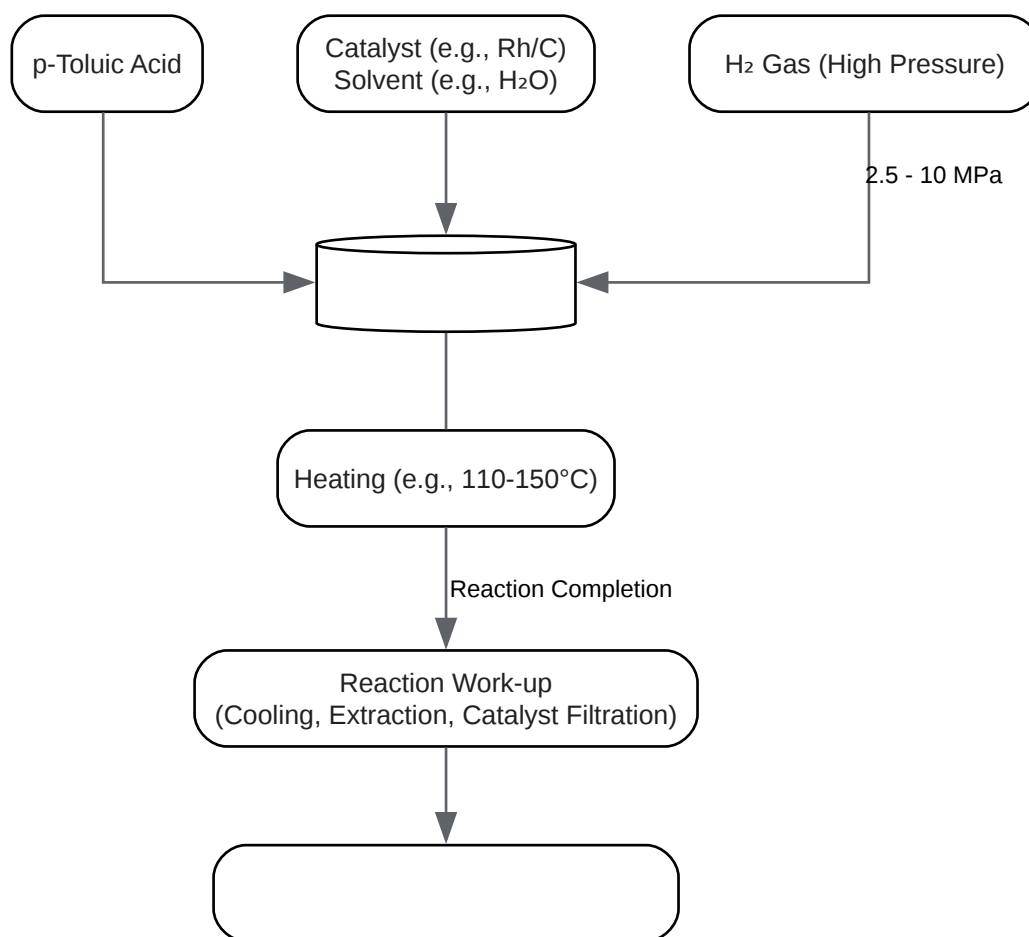 p-Toluic Acid
Catalyst (e.g., Rh/C)
Solvent (e.g., H₂O)
H₂ Gas (High Pressure)
2.5 - 10 MPa
Heating (e.g., 110-150°C)
Reaction Completion
Reaction Work-up
(Cooling, Extraction, Catalyst Filtration)